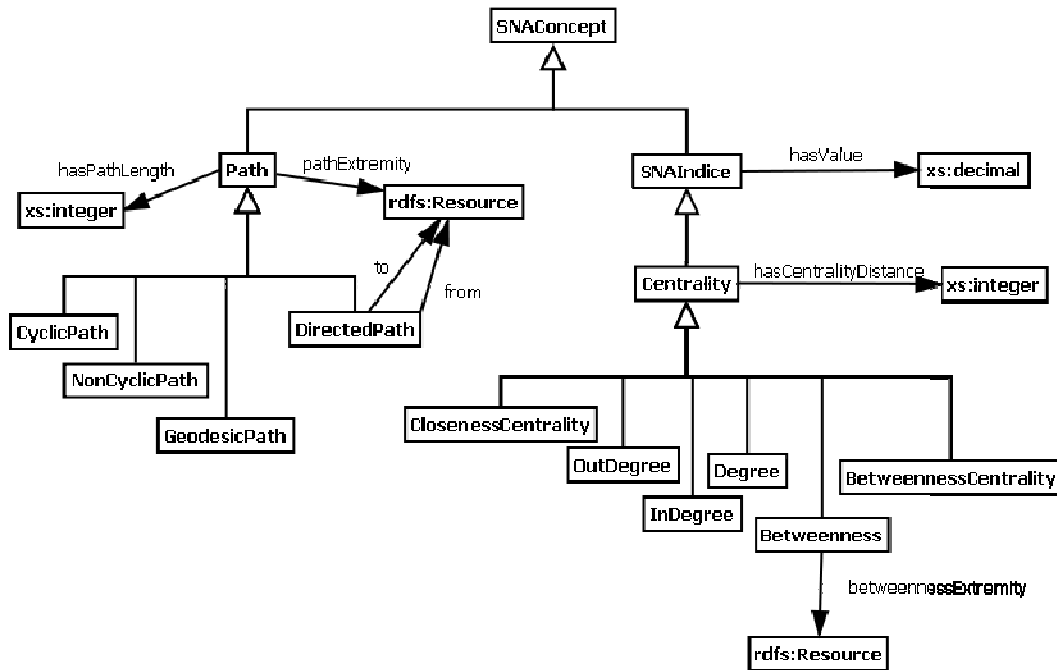 SNAConcept
hasPathLength
Path
pathExtremity
SNAIndice
hasValue
xs:decimal
xs:integer
rdfs:Resource
to
from
Centrality
hasCentralityDistance
xs:integer
CyclicPath
DirectedPath
NonCyclicPath
GeodesicPath
ClosenessCentrality
OutDegree
Degree
BetweennessCentrality
InDegree
Betweenness
betweennessExtremity
rdfs:Resource